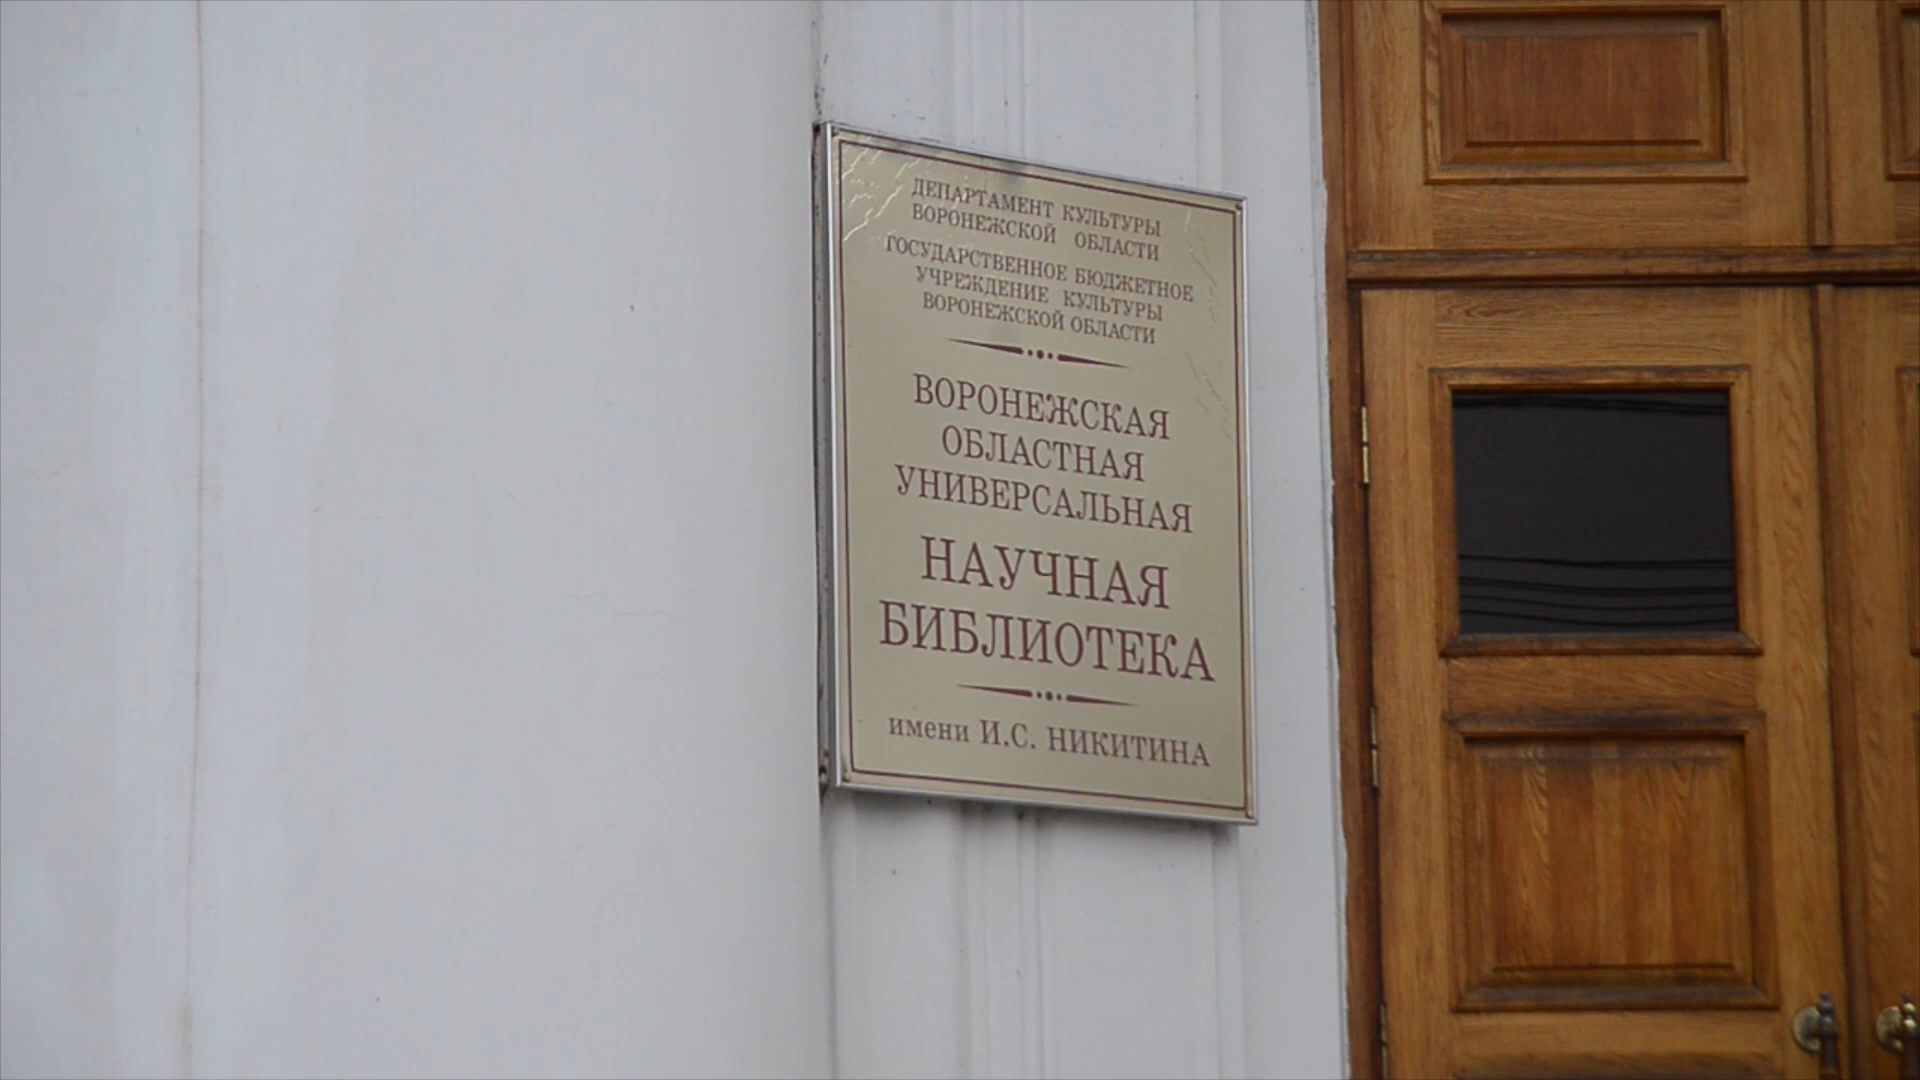 ДЕПАРТАМЕНТ КУЛЬТУРЫ
ВОРОНЕЖСКОЙ ОБЛАСТИ
ГОСУДАРСТВЕННОЕ БЮДЖЕТНОЕ
УЧРЕЖДЕНИЕ КУЛЬТУРЫ
ВОРОНЕЖСКОЙ ОБЛАСТИ
ВОРОНЕЖСКАЯ
ОБЛАСТНАЯ
УНИВЕРСАЛЬНАЯ
НАУЧНАЯ
БИБЛИОТЕКА
имени И.С. НИКИТИНА